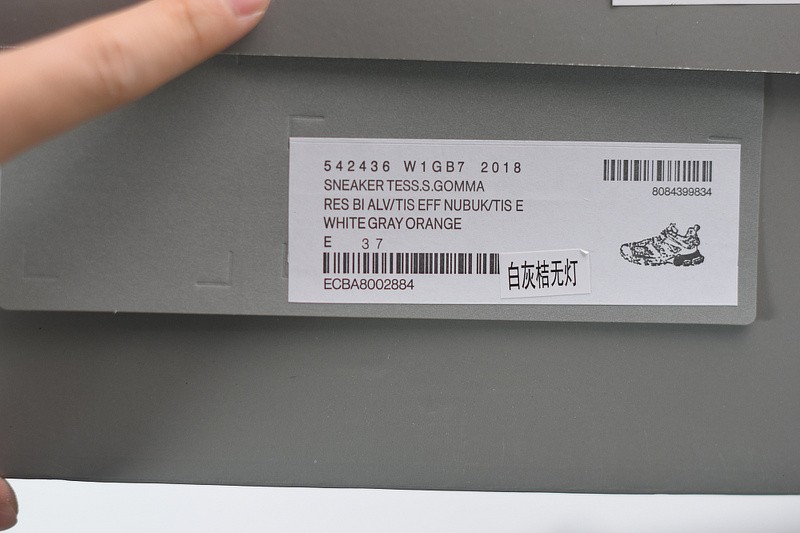 542436 W1GB7 2018
SNEAKER TESS.S.GOMMA
RES BI ALV/TIS EFF NUBUK/TIS E
WHITE GRAY ORANGE
E 37
ECBA8002884
白灰桔无灯
8084399834